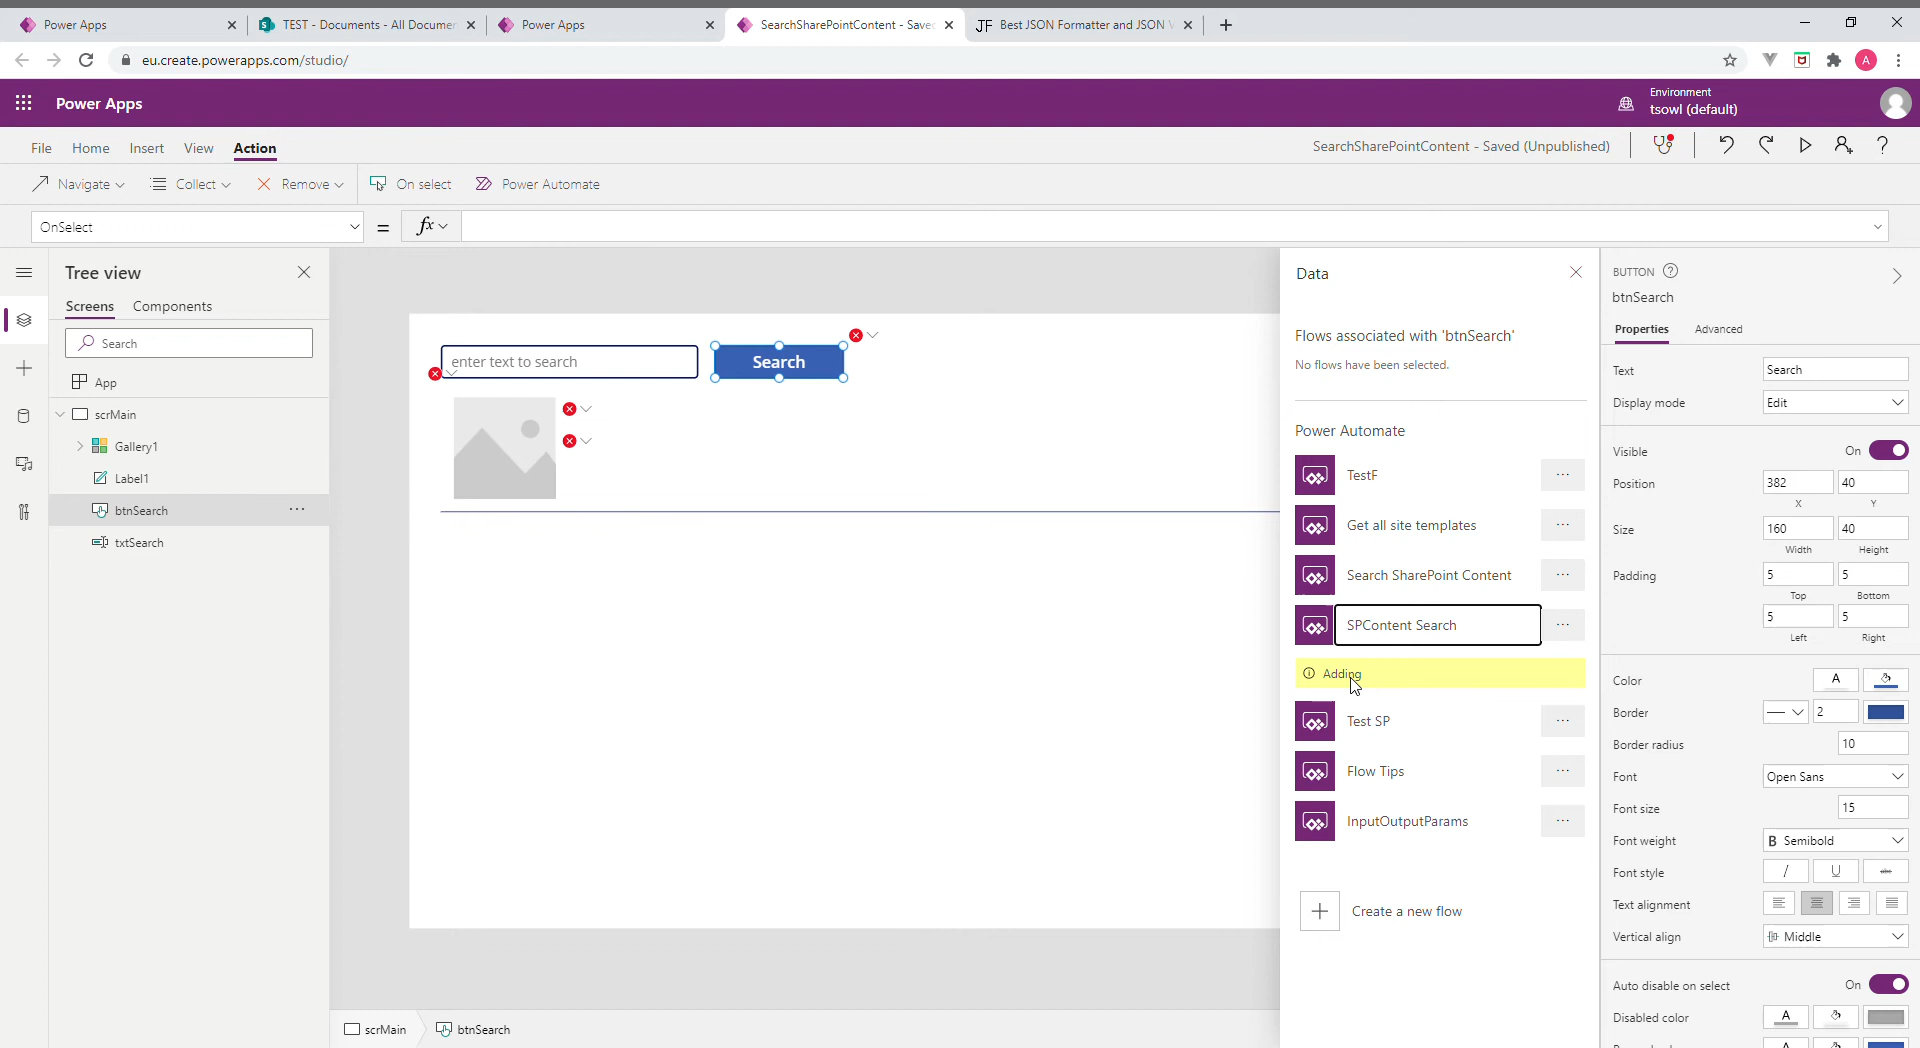 Power Apps
TEST - Documents - All Documen
Power Apps
SearchSharePointContent - Saved
JF Best JSON Formatter and JSON V
eu.create.powerapps.com/studio/
A
Power Apps
Environment
tsowl (default)
File Home Insert View Action
SearchSharePointContent - Saved (Unpublished)
Navigate Collect Remove On select Power Automate
OnSelect = fx
Tree view
Screens Components
Search
App
scrMain
Gallery1
Label1
btnSearch
txtSearch
enter text to search
Search
Data
Flows associated with 'btnSearch'
No flows have been selected.
Power Automate
TestF
Get all site templates
Search SharePoint Content
SPContent Search
Adding
Test SP
Flow Tips
InputOutputParams
Create a new flow
BUTTON
btnSearch
Properties Advanced
Text Search
Display mode Edit
Visible On
Position 382 40
X Y
Size 160 40
Width Height
Padding 5 5
Top Bottom
5 5
Left Right
Color A
Border 2
Border radius 10
Font Open Sans
Font size 15
Font weight B Semibold
Font style / U abc
Text alignment
Vertical align Middle
Auto disable on select On
Disabled color A
scrMain btnSearch